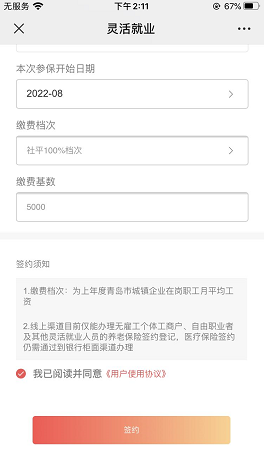 无服务
下午 2:11
67%
灵活就业
本次参保开始日期
2022-08
缴费档次
社平100%档次
缴费基数
5000
签约须知
1.缴费档次：为上年度青岛市城镇企业在岗职工月平均工
资
2.线上渠道目前仅能办理无雇工个体工商户、自由职业者
及其他灵活就业人员的养老保险签约登记，医疗保险签约
仍需通过到银行柜面渠道办理
我已阅读并同意《用户使用协议》
签约